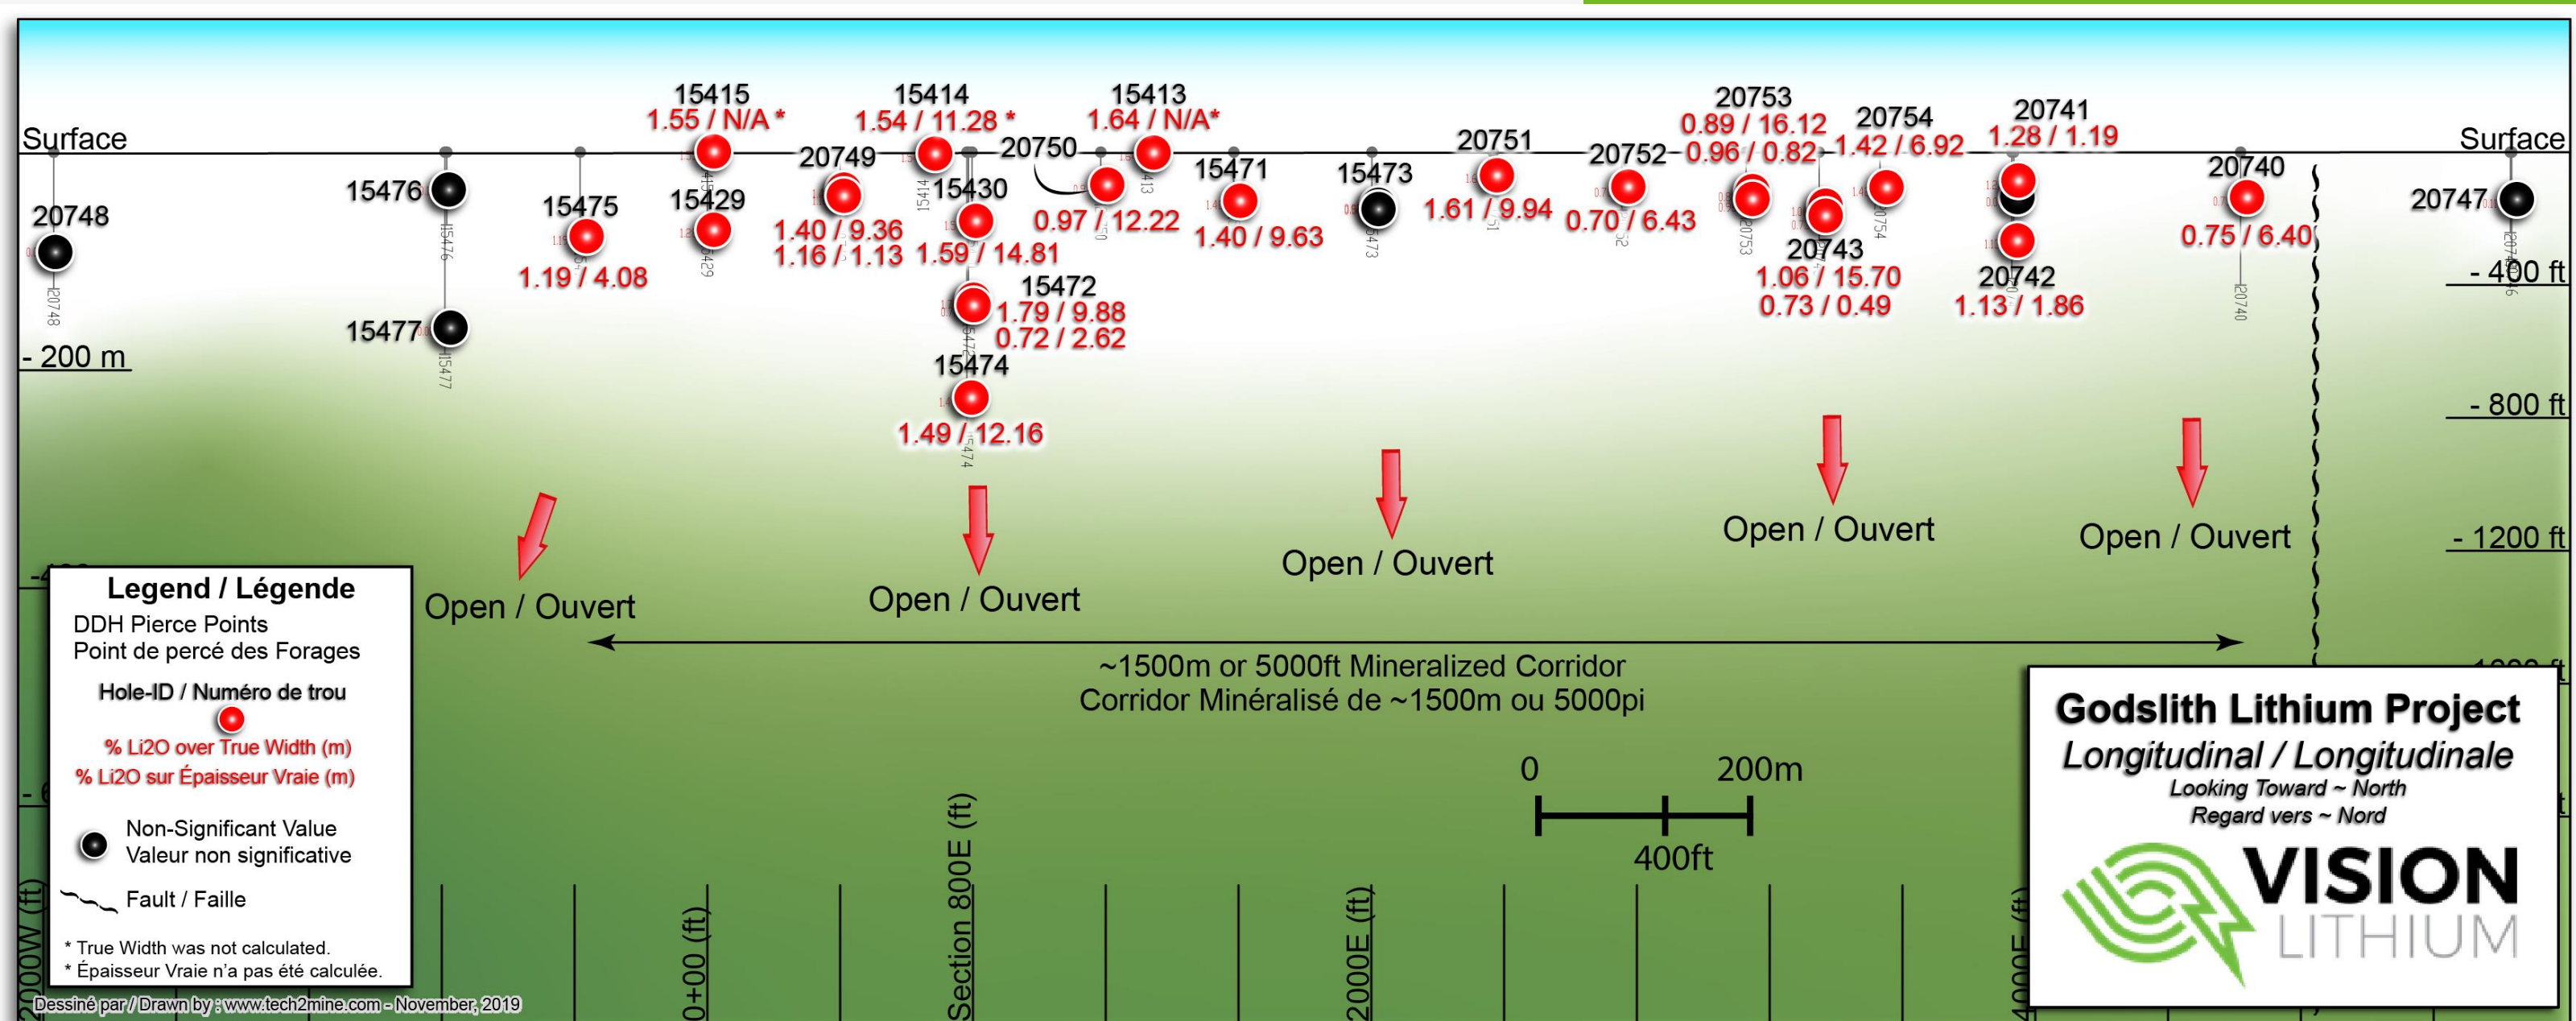 Surface
Surface
15415
1.55 / N/A *
15414
1.54 / 11.28 *
15413
1.64 / N/A*
20753
0.89 / 16.12
0.96 / 0.82
20754
1.42 / 6.92
20741
1.28 / 1.19
20748
15476
15477
15475
1.19 / 4.08
15429
20749
1.40 / 9.36
1.16 / 1.13
15430
1.59 / 14.81
20750
0.97 / 12.22
15471
1.40 / 9.63
15473
20751
1.61 / 9.94
20752
0.70 / 6.43
20743
1.06 / 15.70
0.73 / 0.49
20742
1.13 / 1.86
20740
0.75 / 6.40
20747
15472
1.79 / 9.88
0.72 / 2.62
15474
1.49 / 12.16
20748
15476
15477
15473
20753
20754
20740
- 200 m
- 400 ft
- 800 ft
- 1200 ft
Open / Ouvert
Open / Ouvert
Open / Ouvert
Open / Ouvert
Open / Ouvert
~1500m or 5000ft Mineralized Corridor
Corridor Minéralisé de ~1500m ou 5000pi
0
200m
400ft
2000W (ft)
0+00 (ft)
Section 800E (ft)
2000E (ft)
4000E (ft)
Legend / Légende
DDH Pierce Points
Point de percé des Forages
Hole-ID / Numéro de trou
% Li2O over True Width (m)
% Li2O sur Épaisseur Vraie (m)
Non-Significant Value
Valeur non significative
Fault / Faille
* True Width was not calculated.
* Épaisseur Vraie n'a pas été calculée.
Dessiné par / Drawn by : www.tech2mine.com - November, 2019
Godslith Lithium Project
Longitudinal / Longitudinale
Looking Toward ~ North
Regard vers ~ Nord
VISION
LITHIUM